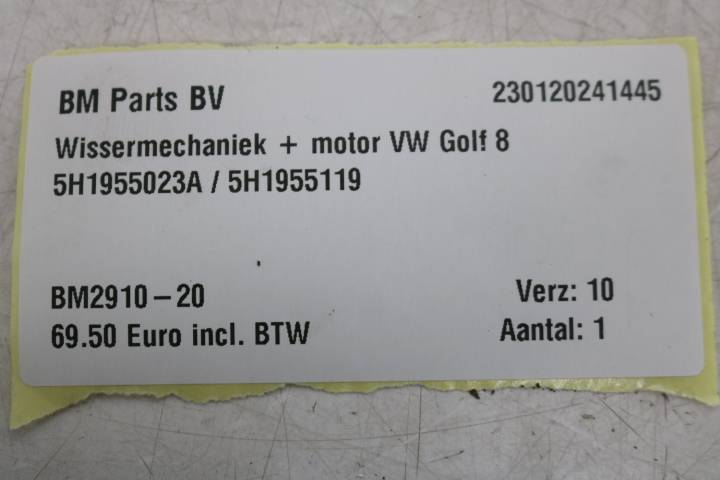 BM Parts BV 230120241445
Wissermechaniek + motor VW Golf 8
5H1955023A / 5H1955119
BM2910-20 Verz: 10
69.50 Euro incl. BTW Aantal: 1